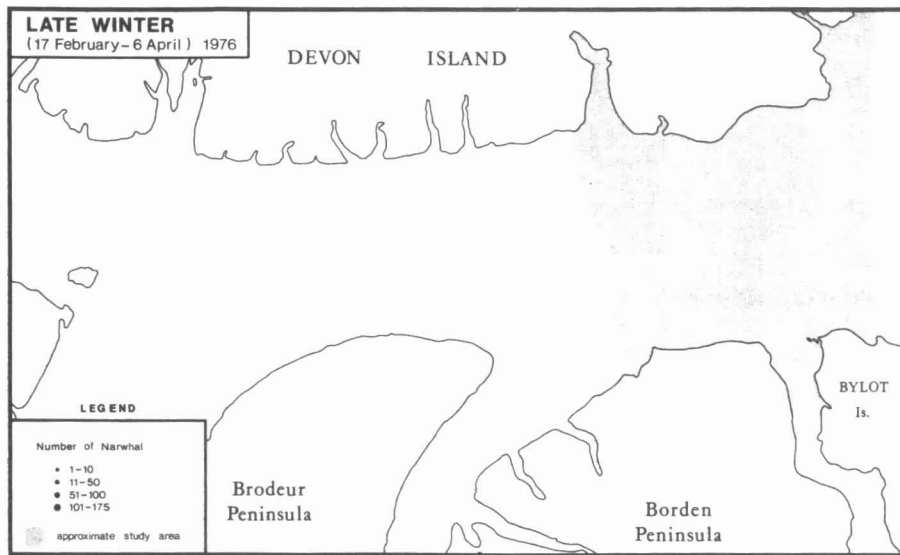 LATE WINTER
(17 February-6 April) 1976
DEVON ISLAND
BYLOT
Is.
LEGEND
Number of Narwhal
1-10
11-50
51-100
101-175
approximate study area
Brodeur
Peninsula
Borden
Peninsula